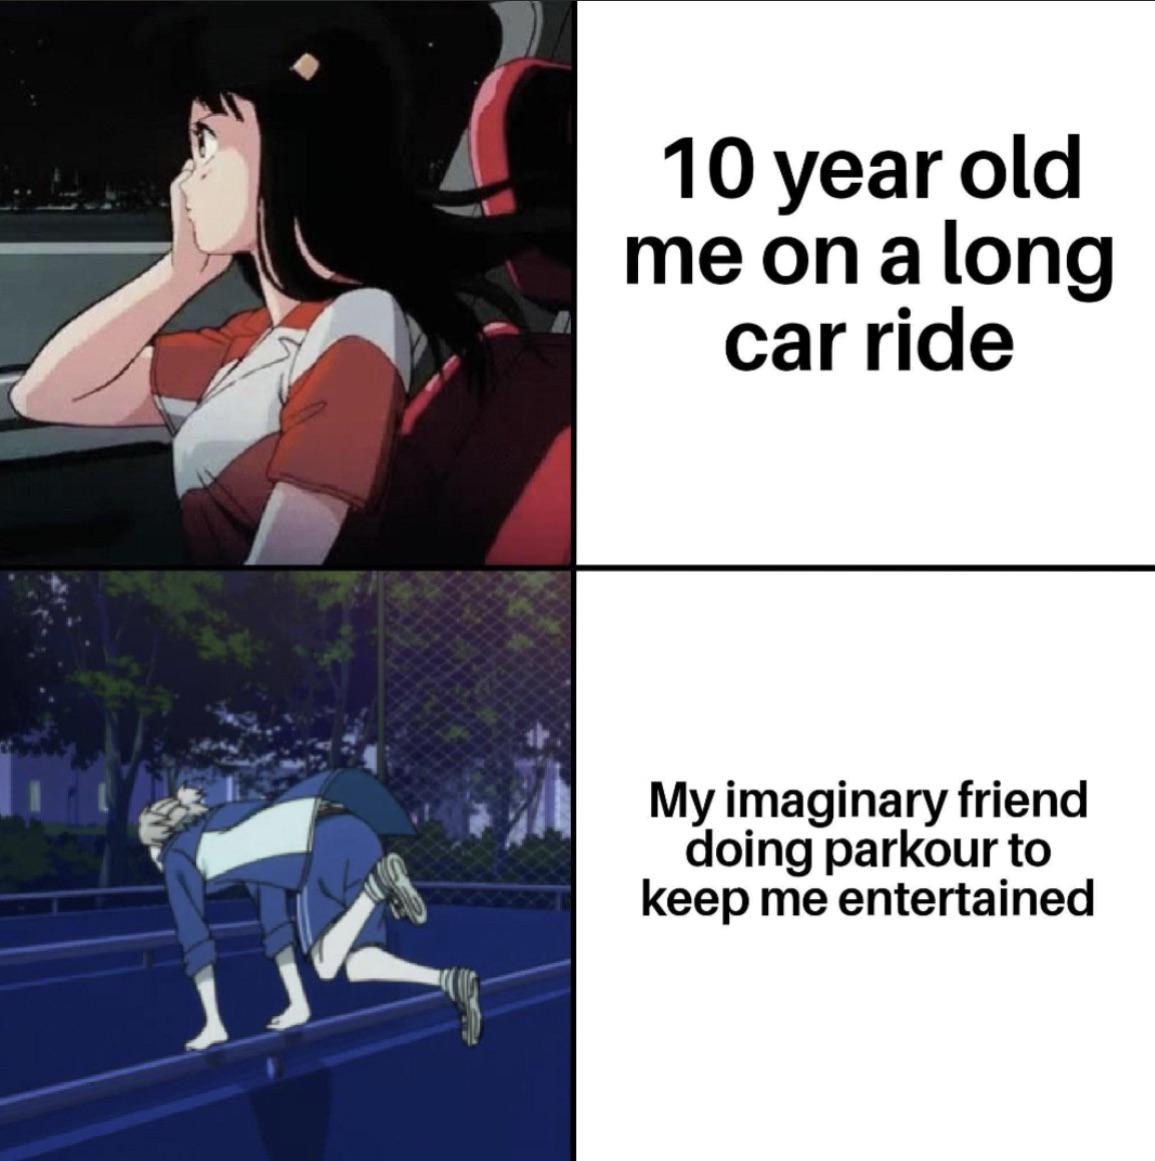 10 year old
me on a long
car ride
My imaginary friend
doing parkour to
keep me entertained